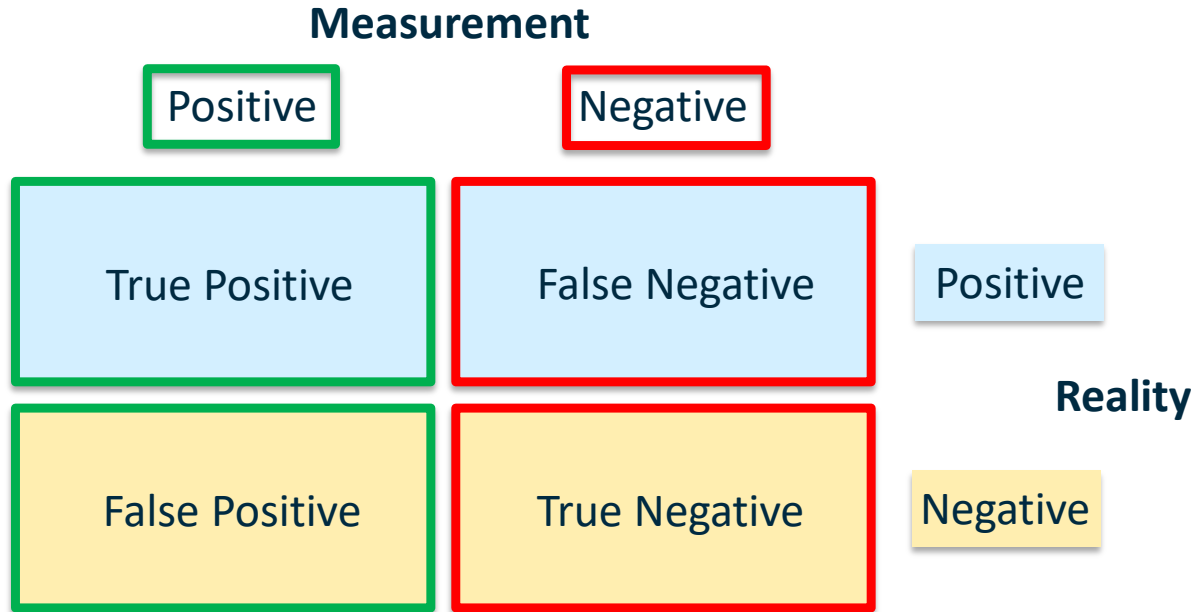 Measurement
Positive Negative
True Positive False Negative Positive
Reality
False Positive True Negative Negative